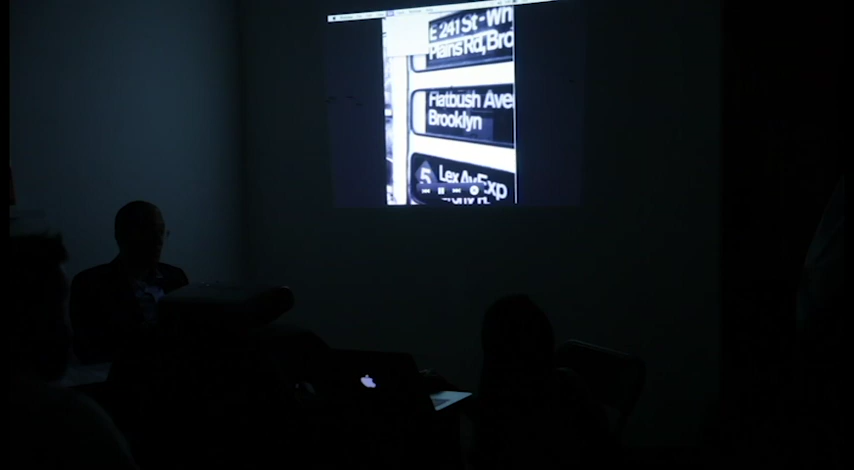 E 241 St - Wh
Plains Rd, Bro
Flatbush Ave
Brooklyn
5
Lex Av Exp